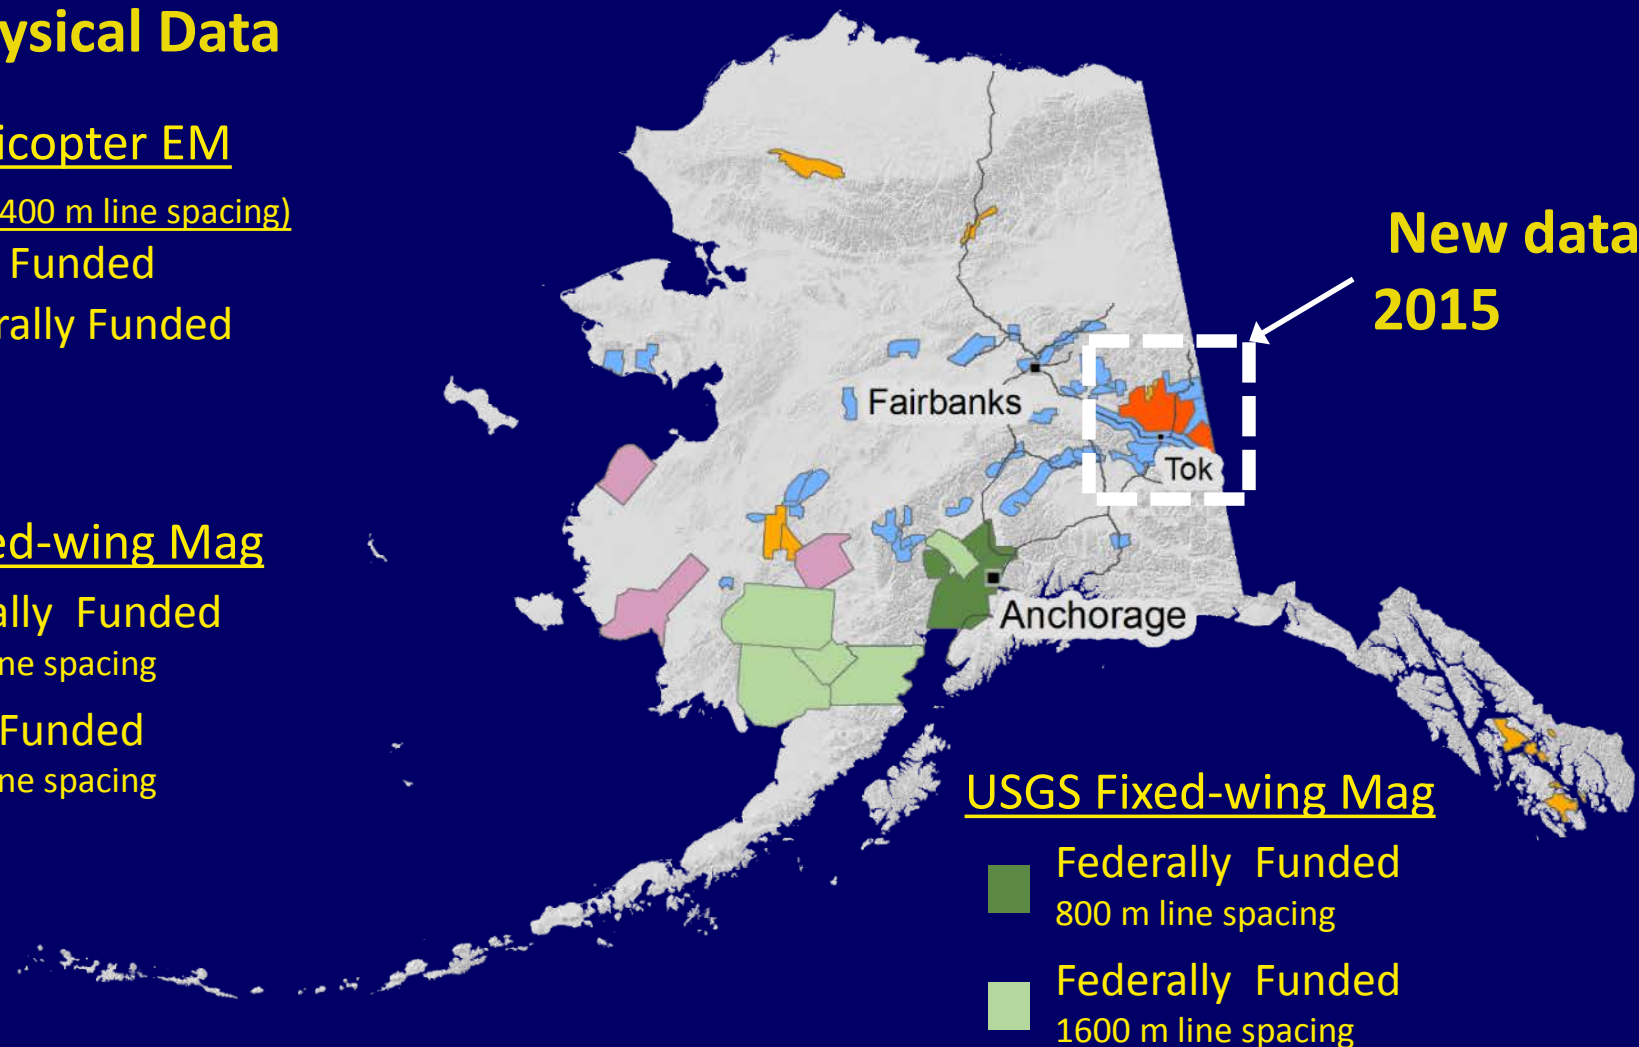 ysical Data
icopter EM
400 m line spacing)
Funded
rally Funded
ed-wing Mag
ally Funded
ne spacing
Funded
ne spacing
New data
2015
Fairbanks
Tok
Anchorage
USGS Fixed-wing Mag
Federally Funded
800 m line spacing
Federally Funded
1600 m line spacing